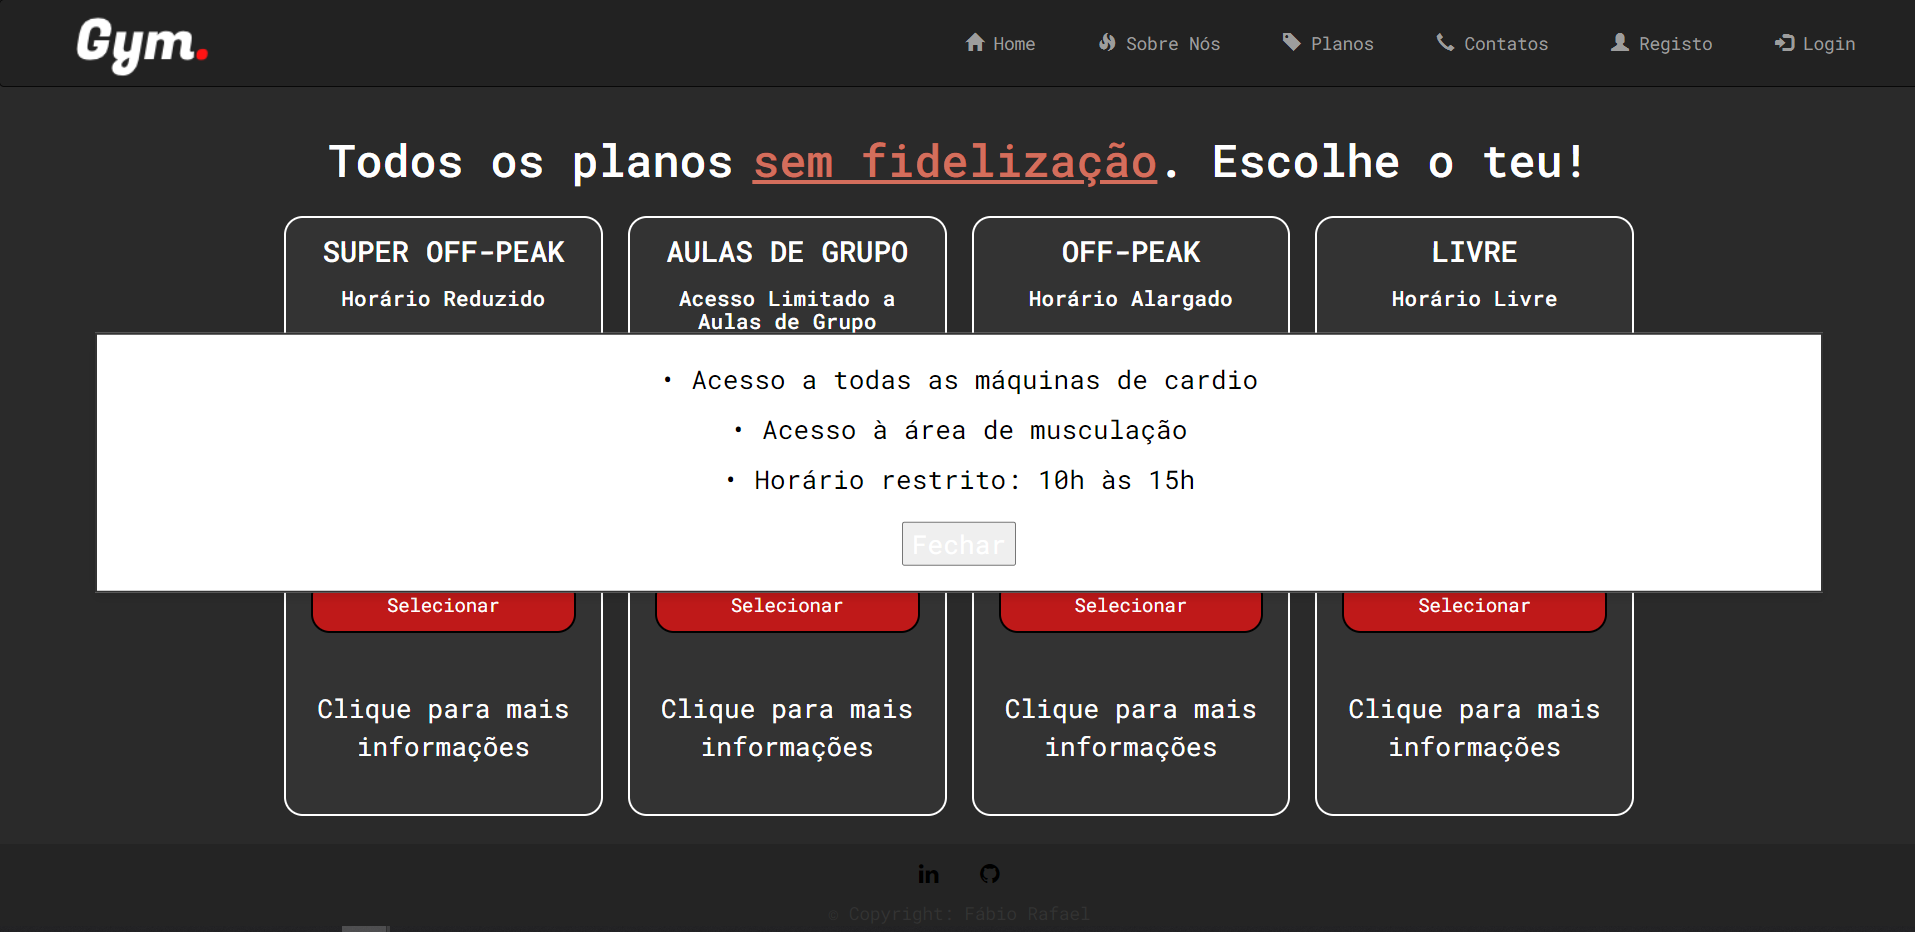 Gym.
Home Sobre Nós Planos Contatos Registo Login
Todos os planos sem fidelização. Escolhe o teu!
SUPER OFF-PEAK
Horário Reduzido
AULAS DE GRUPO
Acesso Limitado a
Aulas de Grupo
OFF-PEAK
Horário Alargado
LIVRE
Horário Livre
• Acesso a todas as máquinas de cardio
• Acesso à área de musculação
• Horário restrito: 10h às 15h
Fechar
Selecionar
Clique para mais
informações
Selecionar
Clique para mais
informações
Selecionar
Clique para mais
informações
Selecionar
Clique para mais
informações
in
© Copyright: Fábio Rafael